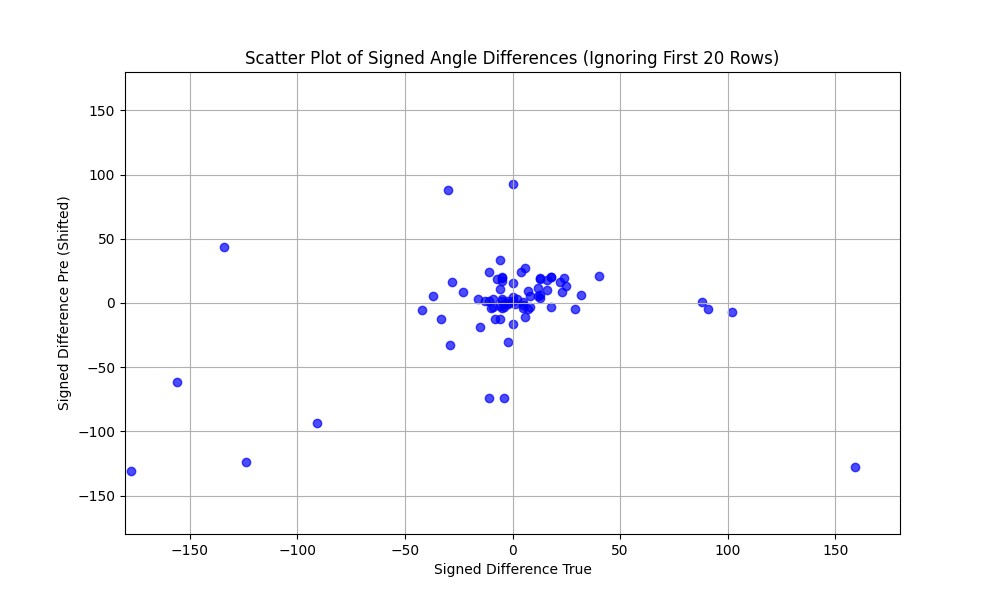 Scatter Plot of Signed Angle Differences (Ignoring First 20 Rows)
Signed Difference Pre (Shifted)
150
100
50
0
−50
−100
−150
−150 −100 −50 0 50 100 150
Signed Difference True